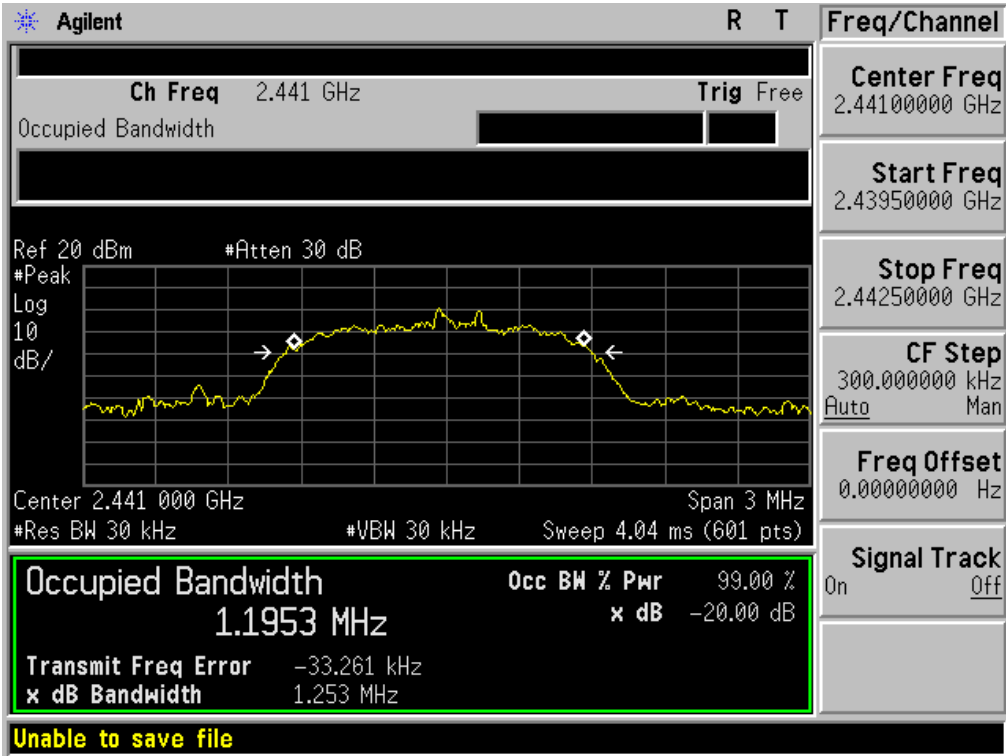 Agilent R T
Freq/Channel
Ch Freq 2.441 GHz Trig Free
Occupied Bandwidth
Center Freq
2.44100000 GHz
Start Freq
2.43950000 GHz
Stop Freq
2.44250000 GHz
CF Step
300.000000 kHz
Auto Man
Freq Offset
0.00000000 Hz
Signal Track
On Off
Ref 20 dBm #Atten 30 dB
#Peak
Log
10
dB/
Center 2.441 000 GHz Span 3 MHz
#Res BW 30 kHz #VBW 30 kHz Sweep 4.04 ms (601 pts)
Occupied Bandwidth
1.1953 MHz
Occ BW % Pwr 99.00 %
x dB -20.00 dB
Transmit Freq Error -33.261 kHz
x dB Bandwidth 1.253 MHz
Unable to save file